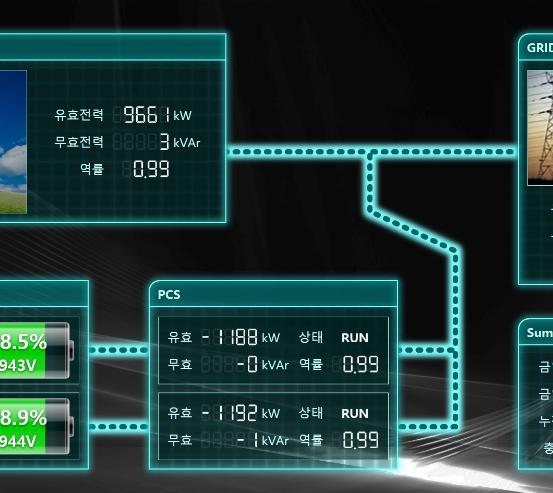 GRID
유효전력 9661 kW
무효전력 3 kVAr
역률 0.99
PCS
유효 -1188 kW 상태 RUN
무효 -0 kVAr 역률 0.99
유효 -1192 kW 상태 RUN
무효 -1 kVAr 역률 0.99
8.5%
943V
8.9%
944V
Sum
금
금
누
충